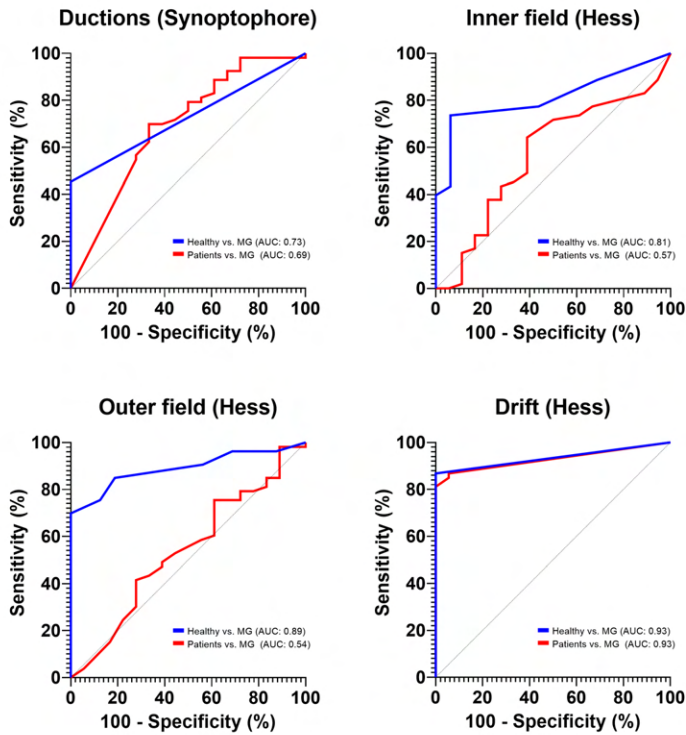 Ductions (Synoptophore)
Sensitivity (%)
100
80
60
40
20
0
Healthy vs. MG (AUC: 0.73)
Patients vs. MG (AUC: 0.69)
0 20 40 60 80 100
100 - Specificity (%)
Inner field (Hess)
Sensitivity (%)
100
80
60
40
20
0
Healthy vs. MG (AUC: 0.81)
Patients vs. MG (AUC: 0.57)
0 20 40 60 80 100
100 - Specificity (%)
Outer field (Hess)
Sensitivity (%)
100
80
60
40
20
0
Healthy vs. MG (AUC: 0.89)
Patients vs. MG (AUC: 0.54)
0 20 40 60 80 100
100 - Specificity (%)
Drift (Hess)
Sensitivity (%)
100
80
60
40
20
0
Healthy vs. MG (AUC: 0.93)
Patients vs. MG (AUC: 0.93)
0 20 40 60 80 100
100 - Specificity (%)